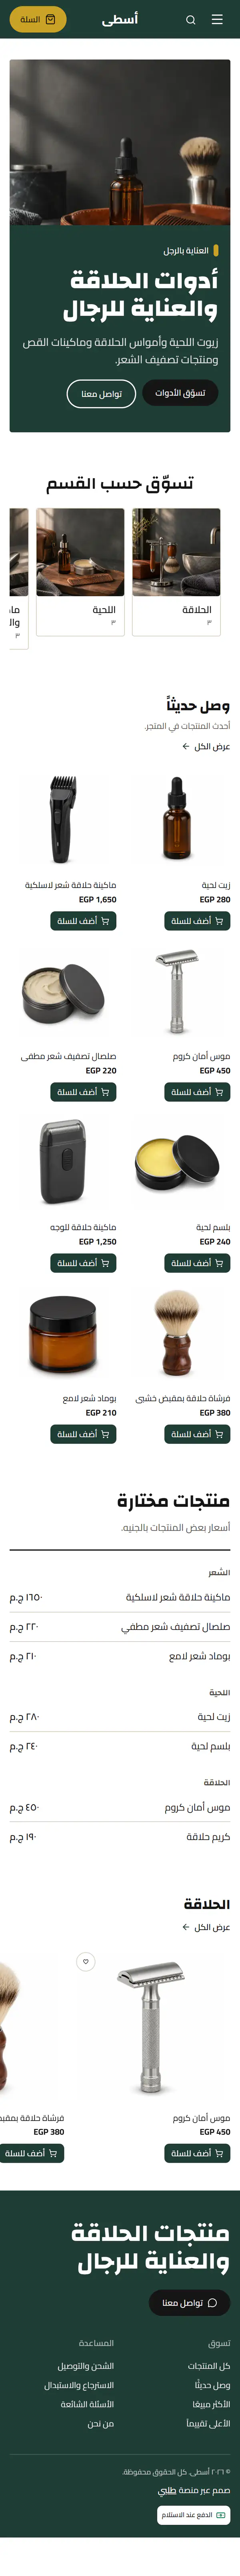 أسطى
السلة
العناية بالرجل
أدوات الحلاقة
والعناية للرجال
زيوت اللحية وأمواس الحلاقة وماكينات القص
ومنتجات تصفيف الشعر.
تسوّق الأدوات
تواصل معنا
تسوّق حسب القسم
الحلاقة
٣
اللحية
٣
٣
وصل حديثاً
أحدث المنتجات في المتجر.
عرض الكل
زيت لحية
EGP 280
أضف للسلة
ماكينة حلاقة شعر لاسلكية
EGP 1,650
أضف للسلة
موس أمان كروم
EGP 450
أضف للسلة
صلصال تصفيف شعر مطفي
EGP 220
أضف للسلة
بلسم لحية
EGP 240
أضف للسلة
ماكينة حلاقة للوجه
EGP 1,250
أضف للسلة
فرشاة حلاقة بمقبض خشبي
EGP 380
أضف للسلة
بوماد شعر لامع
EGP 210
أضف للسلة
منتجات مختارة
أسعار بعض المنتجات بالجنيه.
الشعر
ماكينة حلاقة شعر لاسلكية ١٦٥٠ ج.م
صلصال تصفيف شعر مطفي ٢٢٠ ج.م
بوماد شعر لامع ٢١٠ ج.م
اللحية
زيت لحية ٢٨٠ ج.م
بلسم لحية ٢٤٠ ج.م
الحلاقة
موس أمان كروم ٤٥٠ ج.م
كريم حلاقة ١٩٠ ج.م
الحلاقة
عرض الكل
موس أمان كروم
EGP 450
أضف للسلة
فرشاة حلاقة
EGP 380
أضف للسلة
منتجات الحلاقة
والعناية للرجال
تواصل معنا
تسوق
كل المنتجات
وصل حديثًا
الأكثر مبيعًا
الأعلى تقييماً
المساعدة
الشحن والتوصيل
الاسترجاع والاستبدال
الأسئلة الشائعة
من نحن
© ٢٠٢٦ أسطى. كل الحقوق محفوظة.
صمم عبر منصة طلبي
الدفع عند الاستلام